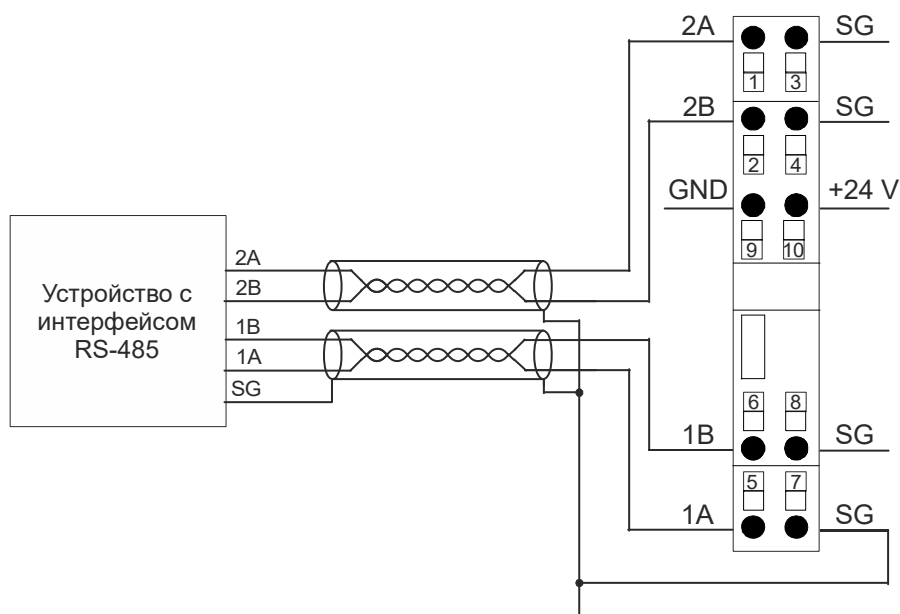 2A SG
1 3
2B SG
2 4
GND +24 V
9 10
2A
2B
1B
1A
SG
Устройство с
интерфейсом
RS-485
6 8
1B SG
5 7
1A SG